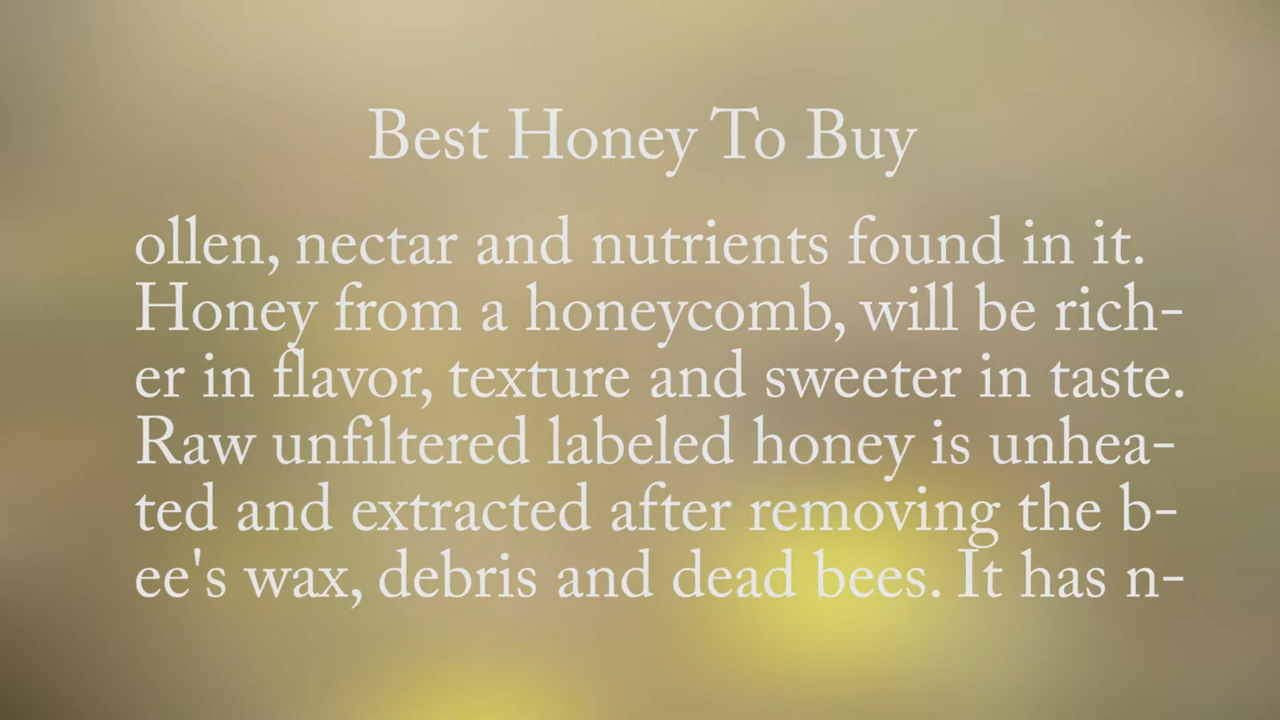 Best Honey To Buy
ollen, nectar and nutrients found in it.
Honey from a honeycomb, will be rich-
er in flavor, texture and sweeter in taste.
Raw unfiltered labeled honey is unhea-
ted and extracted after removing the b-
ee's wax, debris and dead bees. It has n-